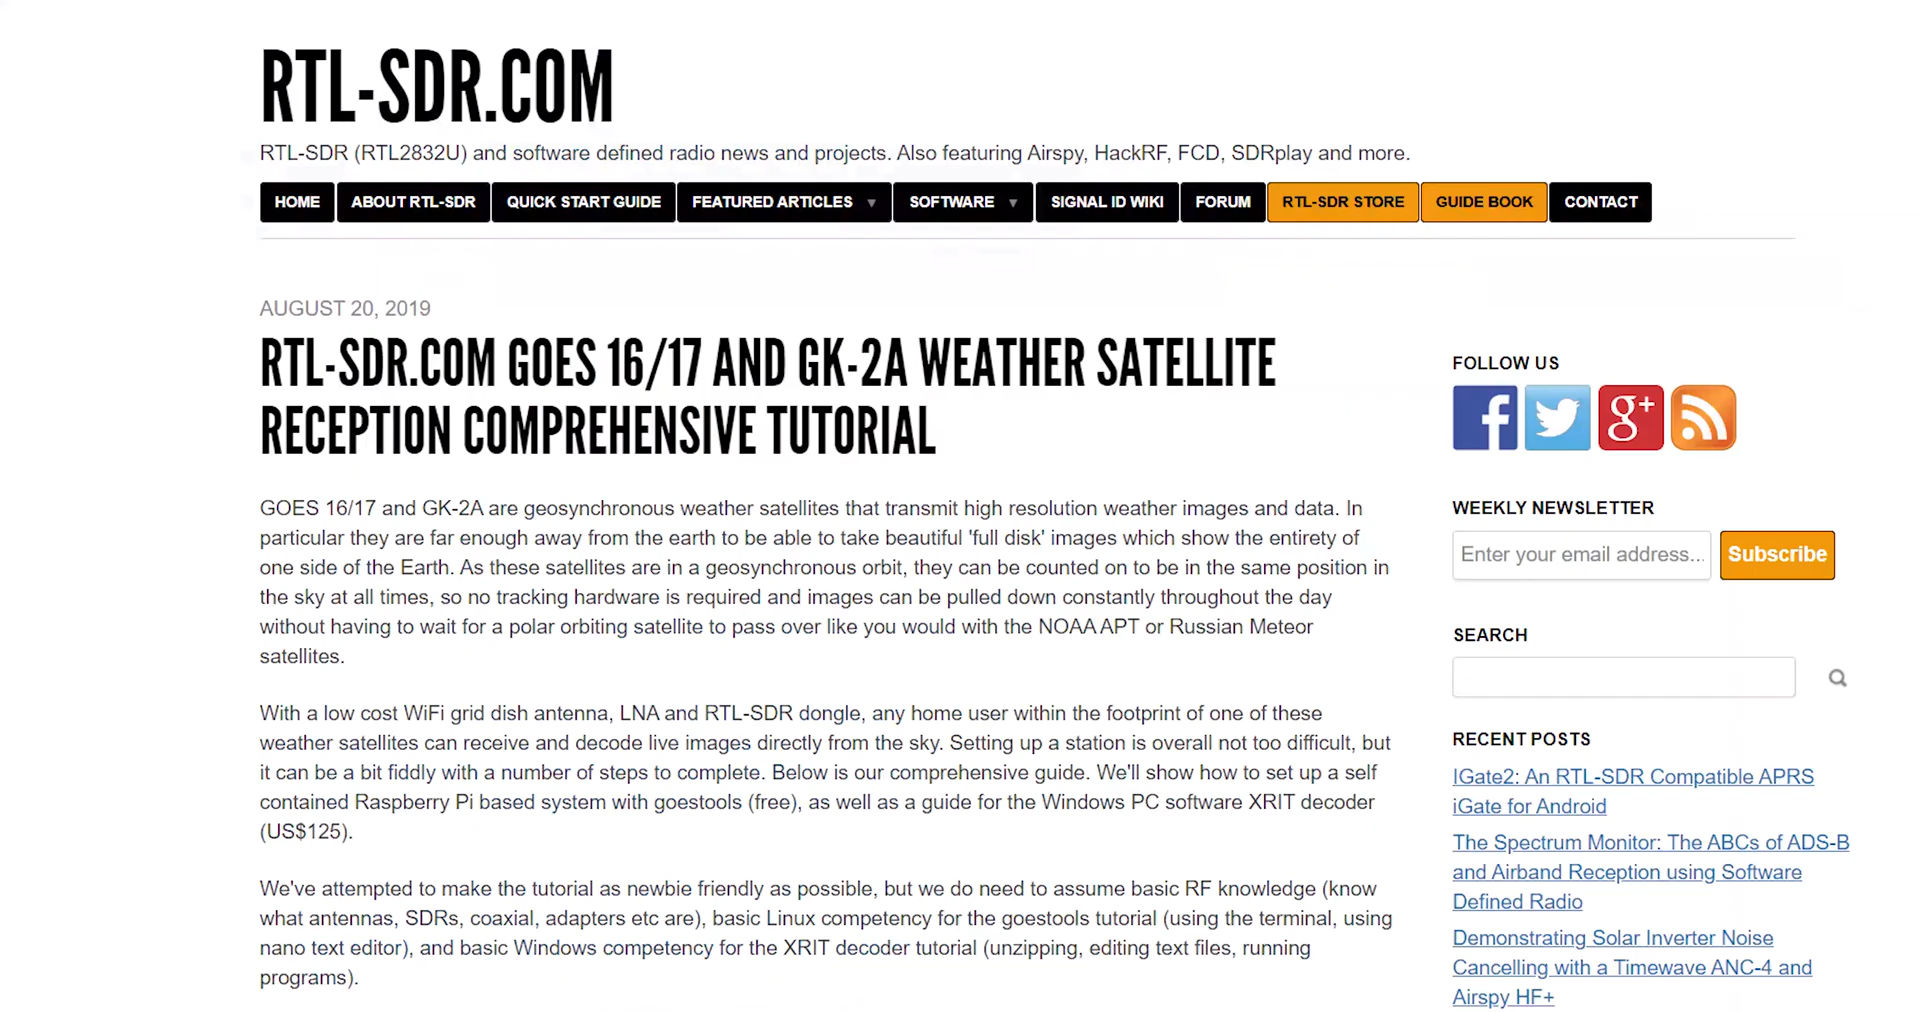 RTL-SDR.COM
RTL-SDR (RTL2832U) and software defined radio news and projects. Also featuring Airspy, HackRF, FCD, SDRplay and more.
HOME ABOUT RTL-SDR QUICK START GUIDE FEATURED ARTICLES SOFTWARE SIGNAL ID WIKI FORUM RTL-SDR STORE GUIDE BOOK CONTACT
AUGUST 20, 2019
RTL-SDR.COM GOES 16/17 AND GK-2A WEATHER SATELLITE
RECEPTION COMPREHENSIVE TUTORIAL
GOES 16/17 and GK-2A are geosynchronous weather satellites that transmit high resolution weather images and data. In
particular they are far enough away from the earth to be able to take beautiful 'full disk' images which show the entirety of
one side of the Earth. As these satellites are in a geosynchronous orbit, they can be counted on to be in the same position in
the sky at all times, so no tracking hardware is required and images can be pulled down constantly throughout the day
without having to wait for a polar orbiting satellite to pass over like you would with the NOAA APT or Russian Meteor
satellites.
With a low cost WiFi grid dish antenna, LNA and RTL-SDR dongle, any home user within the footprint of one of these
weather satellites can receive and decode live images directly from the sky. Setting up a station is overall not too difficult, but
it can be a bit fiddly with a number of steps to complete. Below is our comprehensive guide. We'll show how to set up a self
contained Raspberry Pi based system with goestools (free), as well as a guide for the Windows PC software XRIT decoder
(US$125).
We've attempted to make the tutorial as newbie friendly as possible, but we do need to assume basic RF knowledge (know
what antennas, SDRs, coaxial, adapters etc are), basic Linux competency for the goestools tutorial (using the terminal, using
nano text editor), and basic Windows competency for the XRIT decoder tutorial (unzipping, editing text files, running
programs).
FOLLOW US
f g+
WEEKLY NEWSLETTER
Enter your email address... Subscribe
SEARCH
RECENT POSTS
IGate2: An RTL-SDR Compatible APRS
iGate for Android
The Spectrum Monitor: The ABCs of ADS-B
and Airband Reception using Software
Defined Radio
Demonstrating Solar Inverter Noise
Cancelling with a Timewave ANC-4 and
Airspy HF+